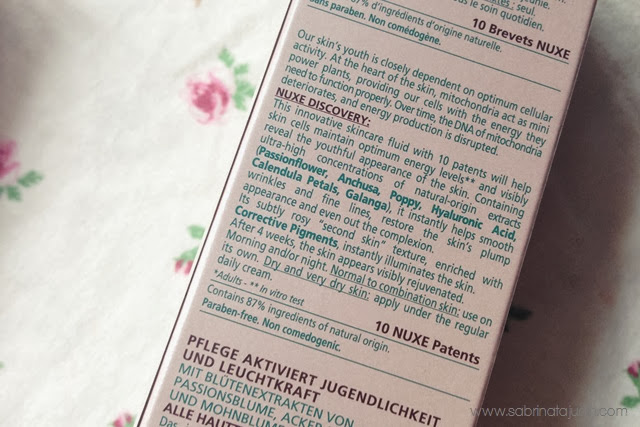 soin quotidien.
87% d'ingrédients d'origine naturelle.
sans paraben. Non comédogène.
10 Brevets NUXE
Our skin's youth is closely dependent on optimum cellular
activity. At the heart of the skin, mitochondria act as mini
power plants, providing our cells with the energy they
need to function properly. Over time, the DNA of mitochondria
deteriorates, and energy production is disrupted.
NUXE DISCOVERY:
This innovative skincare fluid with 10 patents will help
skin cells maintain optimum energy levels** and visibly
reveal the youthful appearance of the skin. Containing
ultra-high concentrations of natural-origin extracts
(Passionflower, Anchusa, Poppy, Hyaluronic Acid,
Calendula Petals, Galanga), it instantly helps smooth
wrinkles and fine lines, restore the skin's plump
appearance and even out the complexion.
Its subtly rosy "second skin" texture, enriched with
Corrective Pigments, instantly illuminates the skin.
After 4 weeks, the skin appears visibly rejuvenated.
Morning and/or night. Normal to combination skin: use on
its own. Dry and very dry skin: apply under the regular
daily cream.
*Adults - **In vitro test
10 NUXE Patents
Contains 87% ingredients of natural origin.
Paraben-free. Non comedogenic.
PFLEGE AKTIVIERT JUGENDLICHKEIT
UND LEUCHTKRAFT
MIT BLÜTENEXTRAKTEN VON
PASSIONSBLUME,
UND
ALLE
www.sabrinatajudin.com